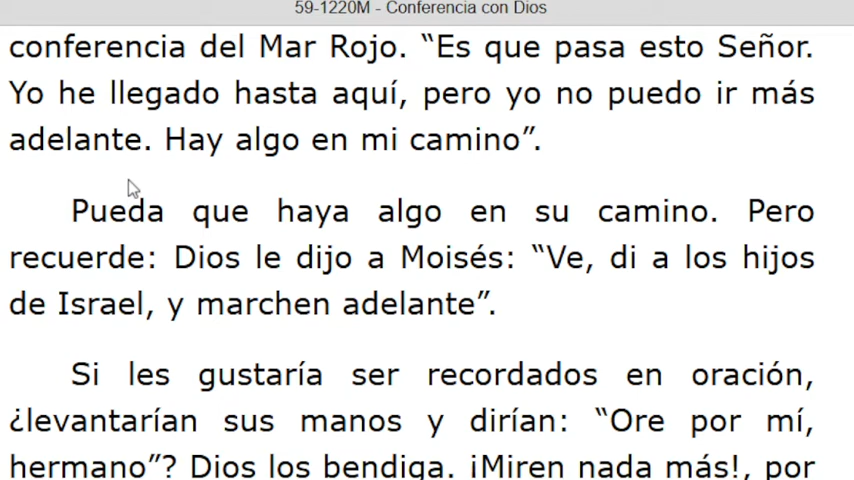 59-1220M - Conferencia con Dios
conferencia del Mar Rojo. “Es que pasa esto Señor.
Yo he llegado hasta aquí, pero yo no puedo ir más
adelante. Hay algo en mi camino”.
Pueda que haya algo en su camino. Pero
recuerde: Dios le dijo a Moisés: “Ve, di a los hijos
de Israel, y marchen adelante”.
Si les gustaría ser recordados en oración,
¿levantarían sus manos y dirían: “Ore por mí,
hermano”? Dios los bendiga. ¡Miren nada más!, por